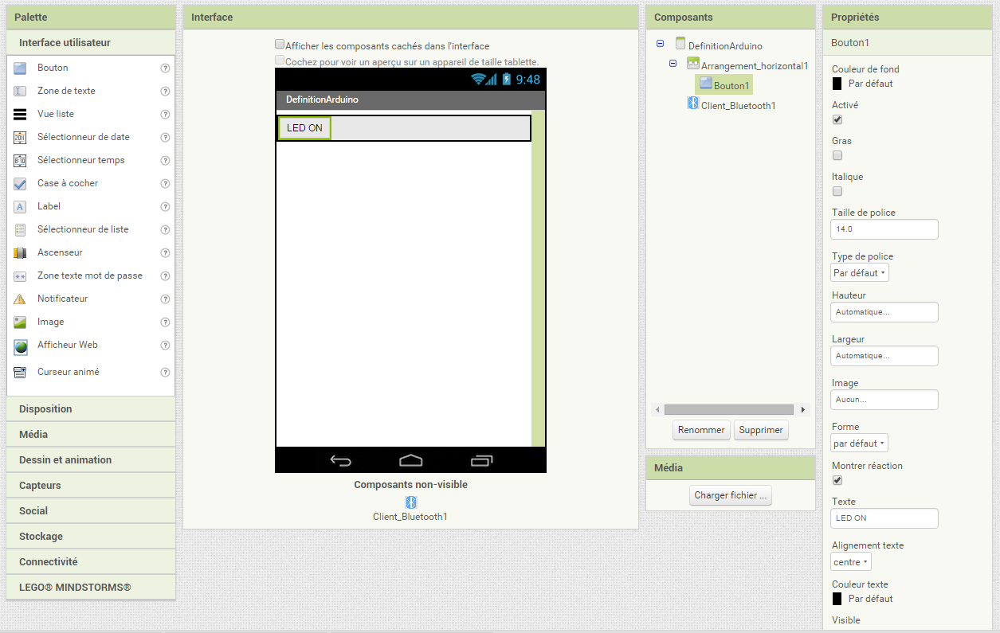 Palette
Interface utilisateur
Bouton
Zone de texte
Vue liste
Sélectionneur de date
Sélectionneur temps
Case à cocher
Label
Sélectionneur de liste
Ascenseur
Zone texte mot de passe
Notificateur
Image
Afficheur Web
Curseur animé
Disposition
Média
Dessin et animation
Capteurs
Social
Stockage
Connectivité
LEGO® MINDSTORMS®
Interface
Afficher les composants cachés dans l'interface
Cochez pour voir un aperçu sur un appareil de taille tablette.
9:48
DefinitionArduino
LED ON
Composants non-visible
Client_Bluetooth1
Composants
DefinitionArduino
Arrangement_horizontal1
Bouton1
Client_Bluetooth1
Renommer Supprimer
Média
Charger fichier ...
Propriétés
Bouton1
Couleur de fond
Par défaut
Activé
Gras
Italique
Taille de police
14.0
Type de police
Par défaut
Hauteur
Automatique...
Largeur
Automatique...
Image
Aucun...
Forme
par défaut
Montrer réaction
Texte
LED ON
Alignement texte
centre
Couleur texte
Par défaut
Visible